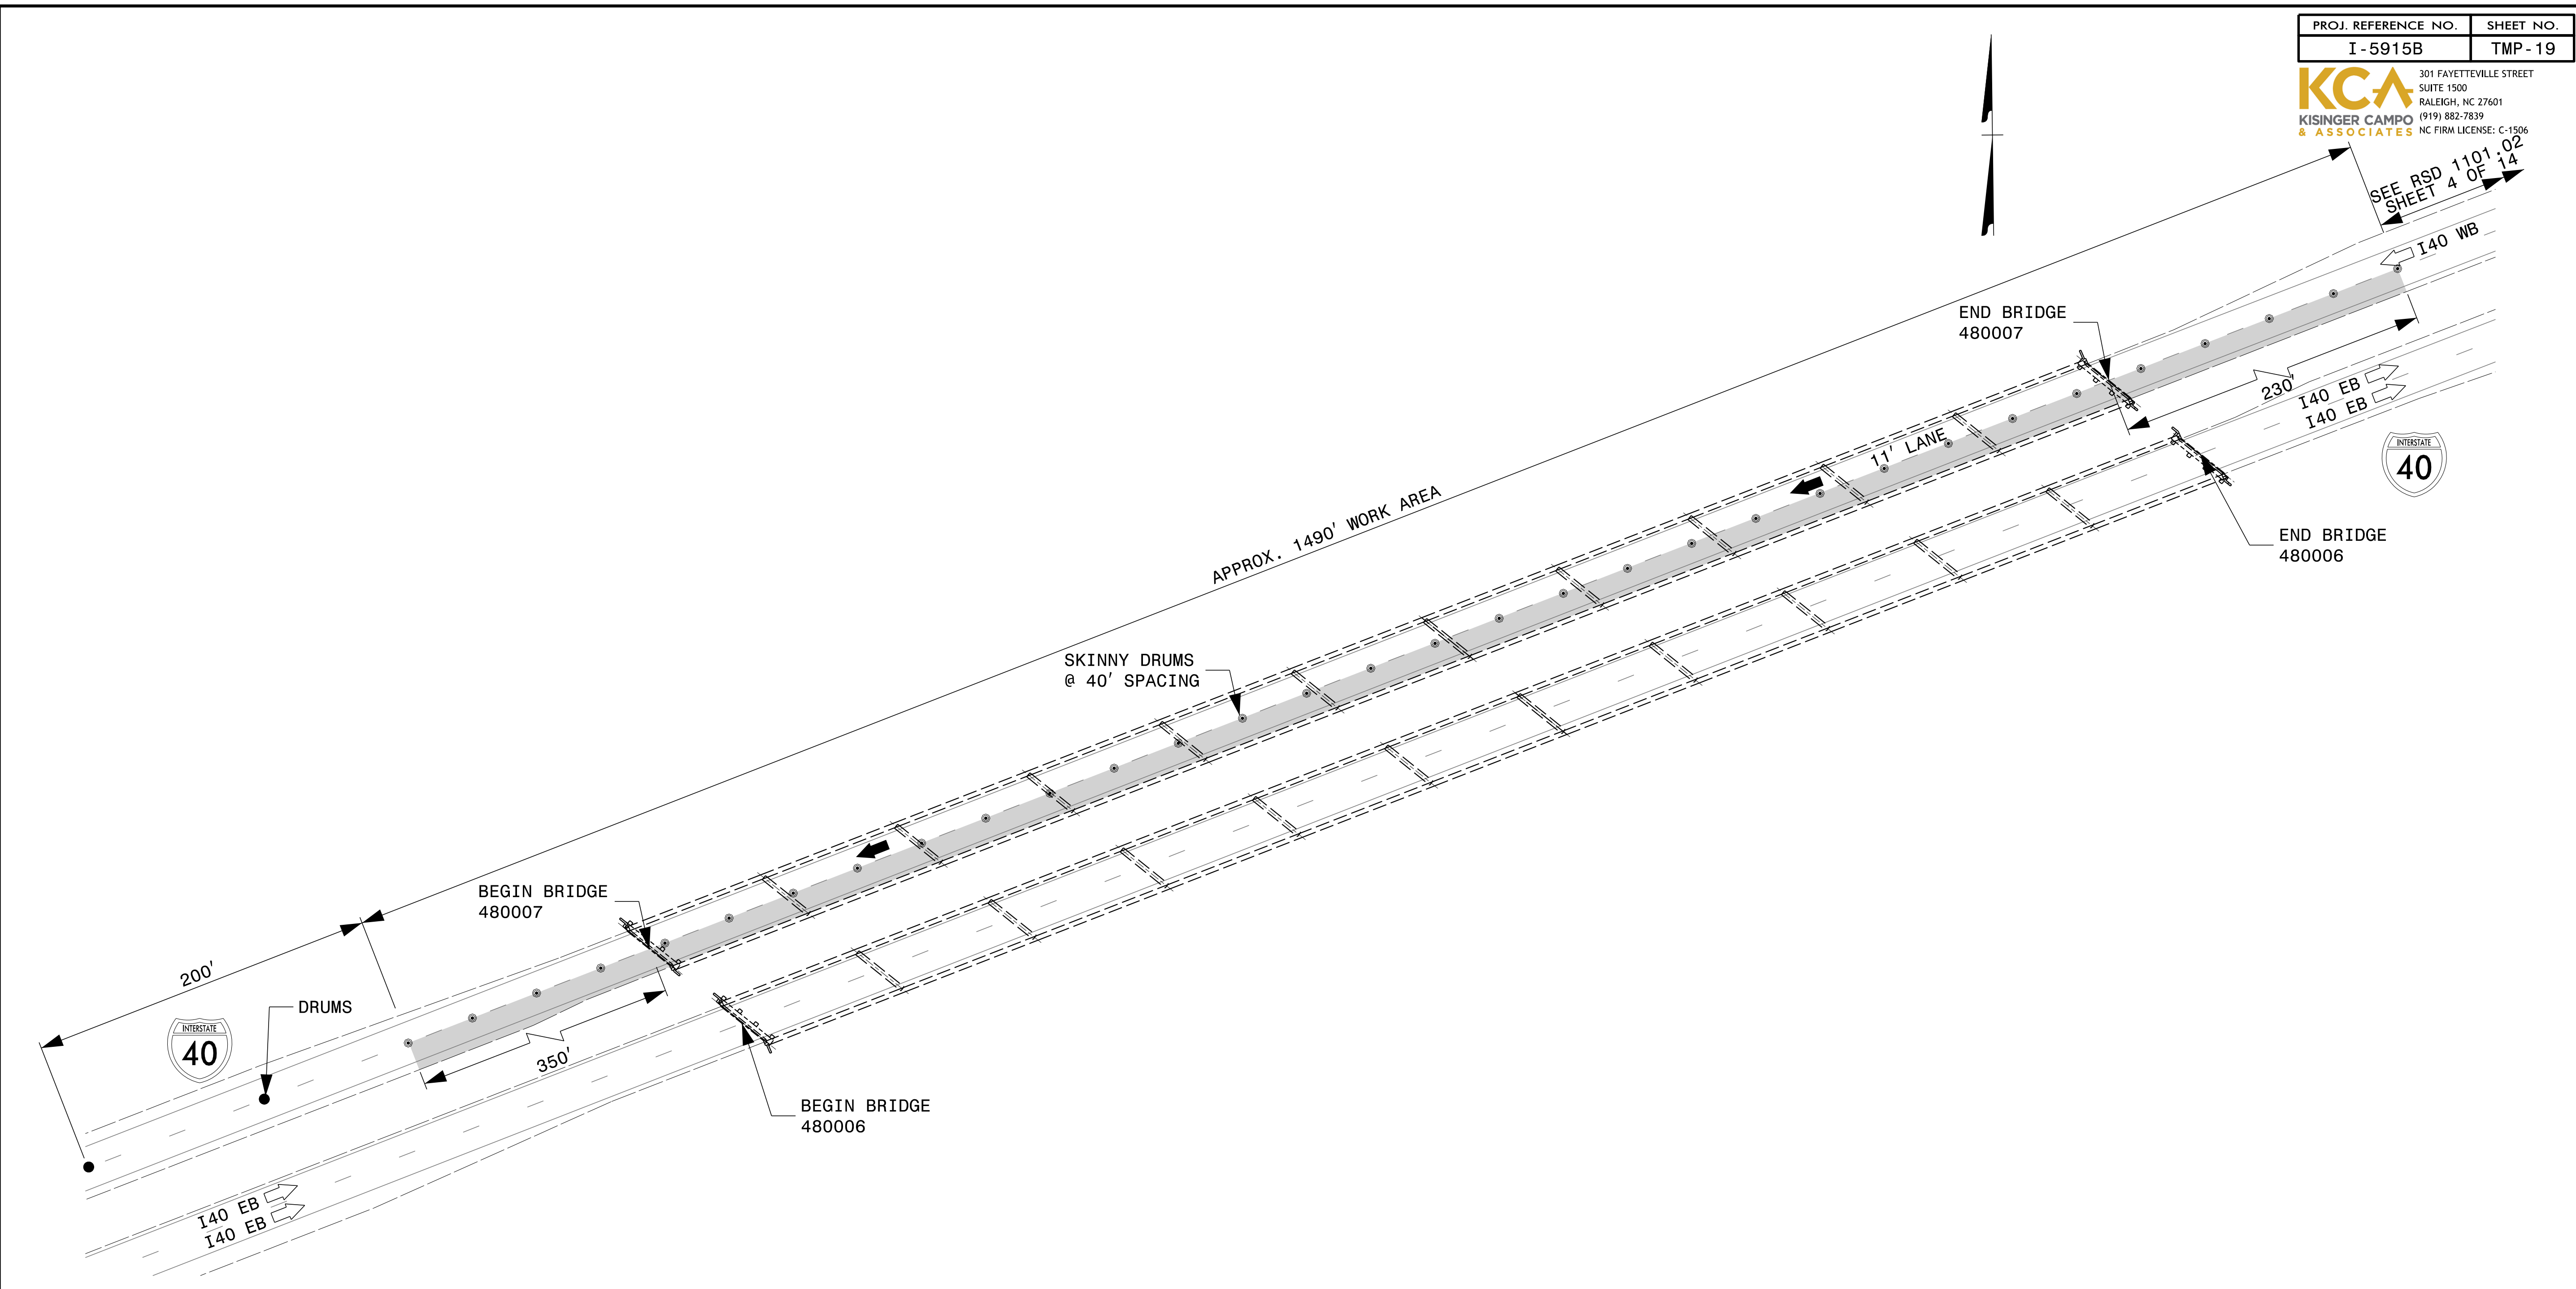 PROJ. REFERENCE NO.
SHEET NO.
I-5915B
TMP-19
KCA
KISINGER CAMPO
& ASSOCIATES
301 FAYETTEVILLE STREET
SUITE 1500
RALEIGH, NC 27601
(919) 882-7839
NC FIRM LICENSE: C-1506
SEE RSD 1101.02
SHEET 4 OF 14
I40 WB
END BRIDGE
480007
230'
I40 EB
I40 EB
INTERSTATE
40
11' LANE
APPROX. 1490' WORK AREA
END BRIDGE
480006
SKINNY DRUMS
@ 40' SPACING
BEGIN BRIDGE
480007
200'
DRUMS
INTERSTATE
40
350'
BEGIN BRIDGE
480006
I40 EB
I40 EB